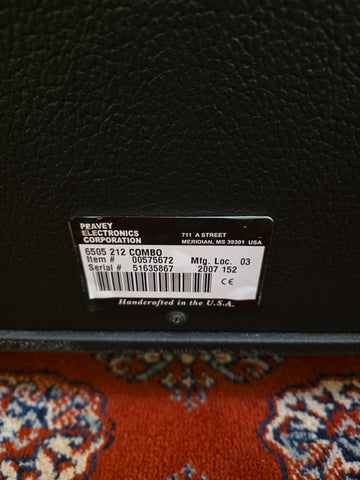 PEAVEY
ELECTRONICS
CORPORATION
711 A STREET
MERIDIAN, MS 39301 USA
6505 212 COMBO
Item # 00575672 Mfg. Loc. 03
Serial # 51635867 2007 152
CE
Handcrafted in the U.S.A.